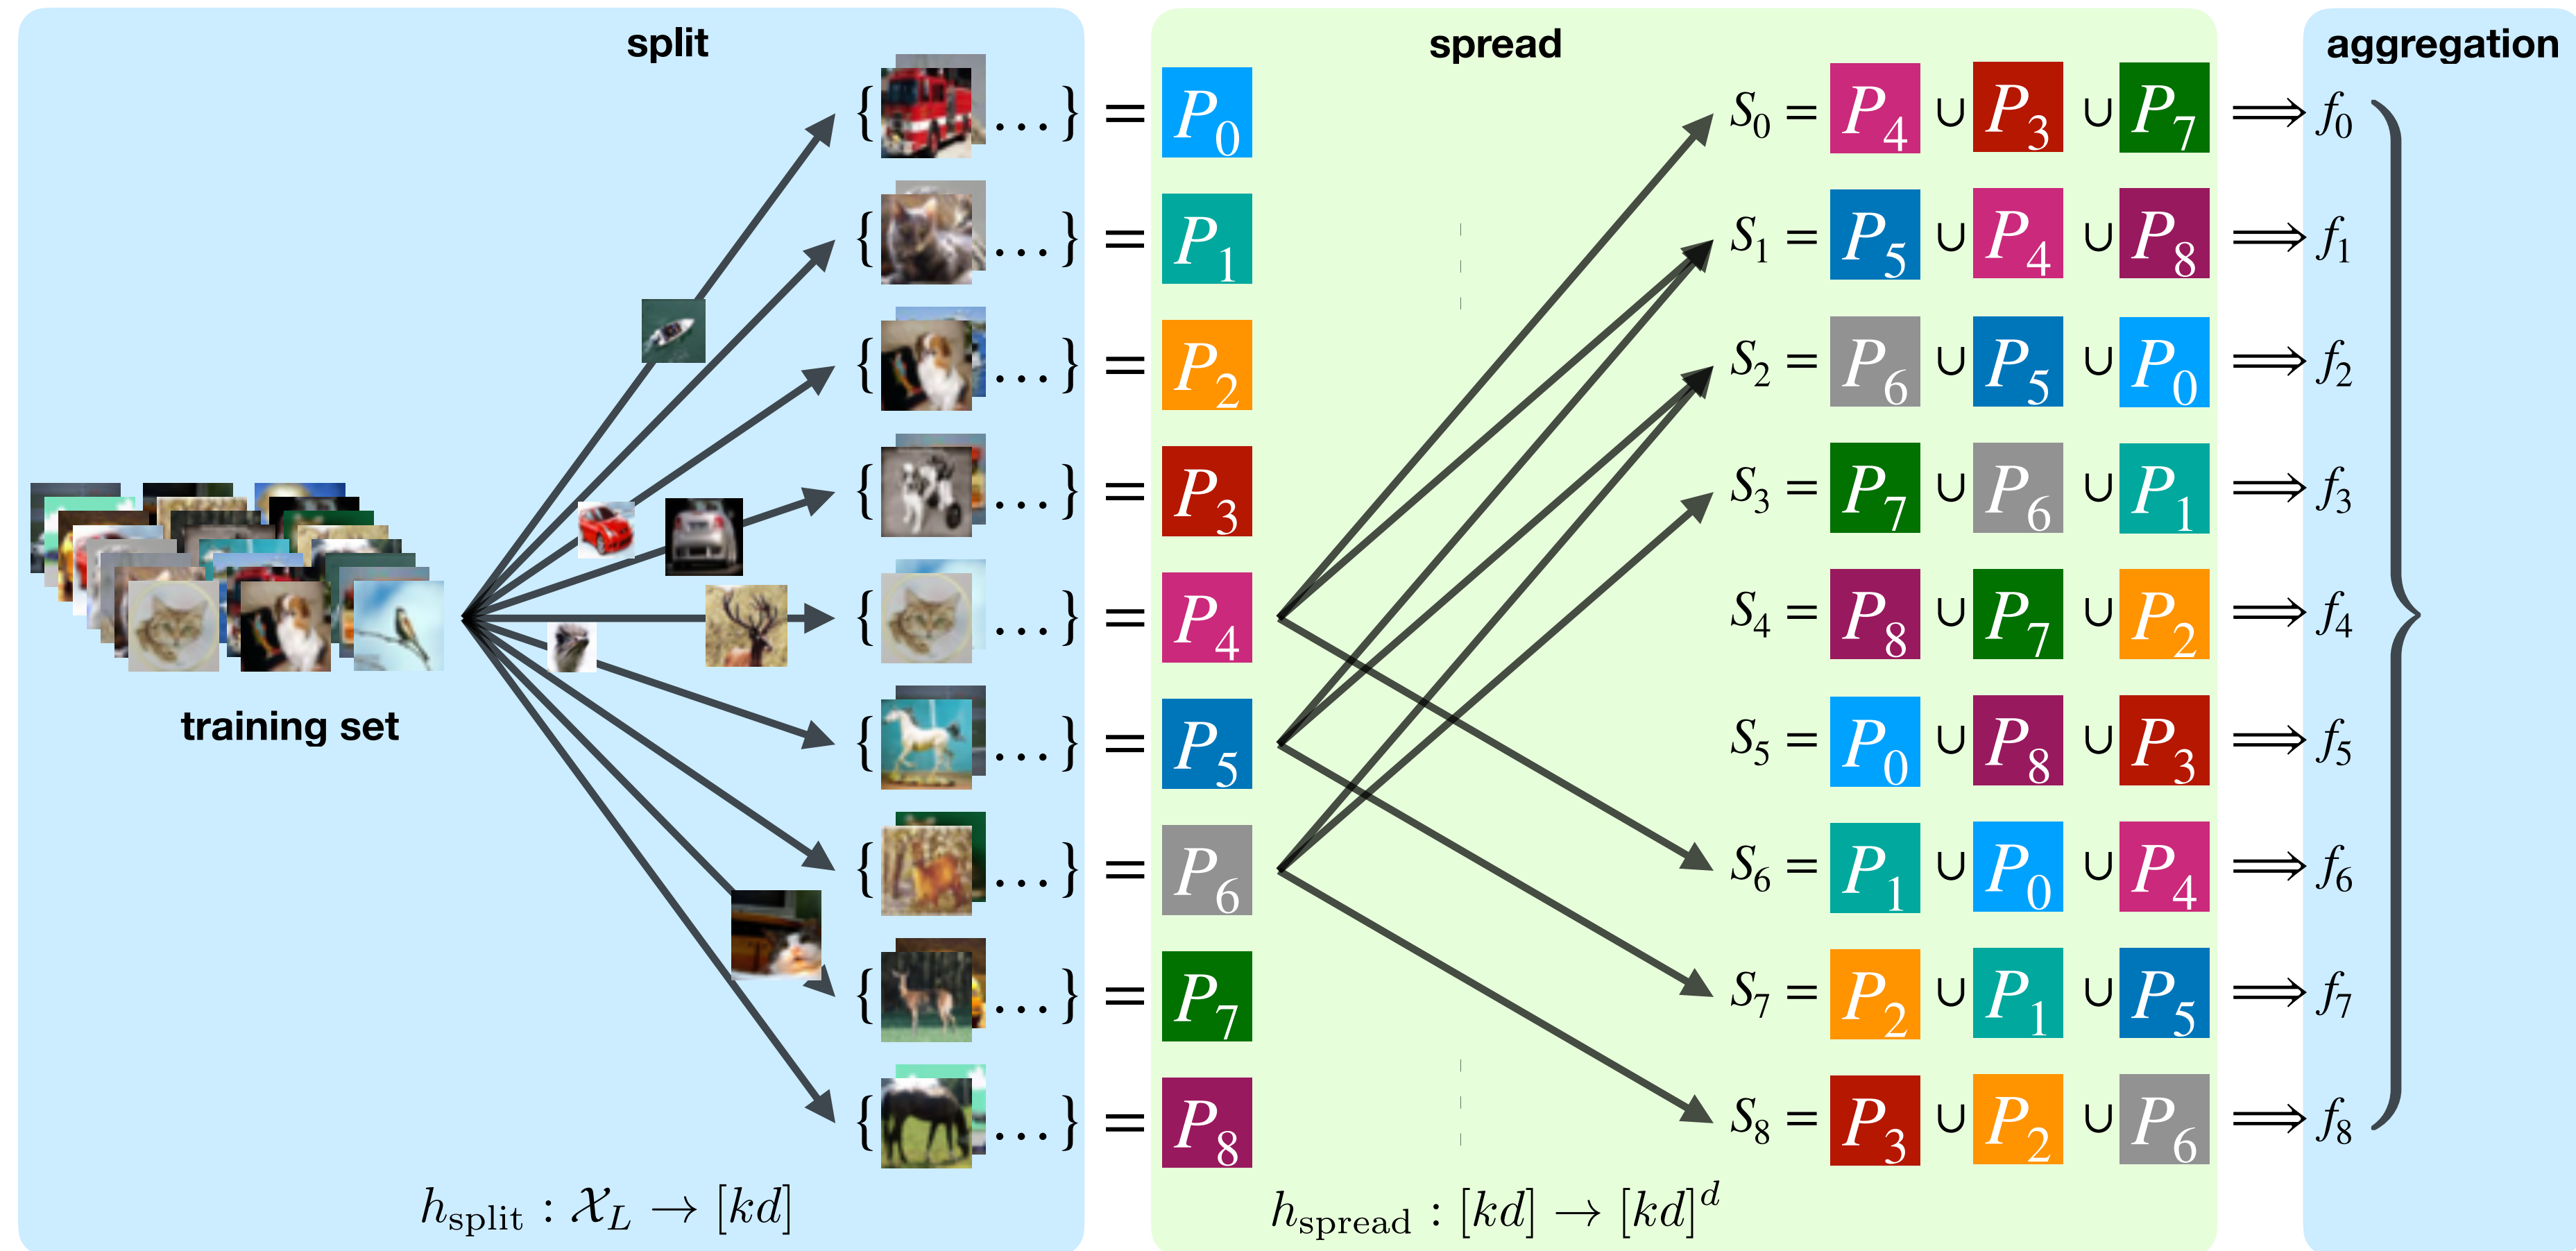 split spread aggregation
{ ...} = P0 S0 = P4 ∪ P3 ∪ P7 ⟹ f0
{ ...} = P1 S1 = P5 ∪ P4 ∪ P8 ⟹ f1
{ ...} = P2 S2 = P6 ∪ P5 ∪ P0 ⟹ f2
{ ...} = P3 S3 = P7 ∪ P6 ∪ P1 ⟹ f3
{ ...} = P4 S4 = P8 ∪ P7 ∪ P2 ⟹ f4
training set
{ ...} = P5 S5 = P0 ∪ P8 ∪ P3 ⟹ f5
{ ...} = P6 S6 = P1 ∪ P0 ∪ P4 ⟹ f6
{ ...} = P7 S7 = P2 ∪ P1 ∪ P5 ⟹ f7
{ ...} = P8 S8 = P3 ∪ P2 ∪ P6 ⟹ f8
h_split : 𝒳_L → [kd] h_spread : [kd] → [kd]^d